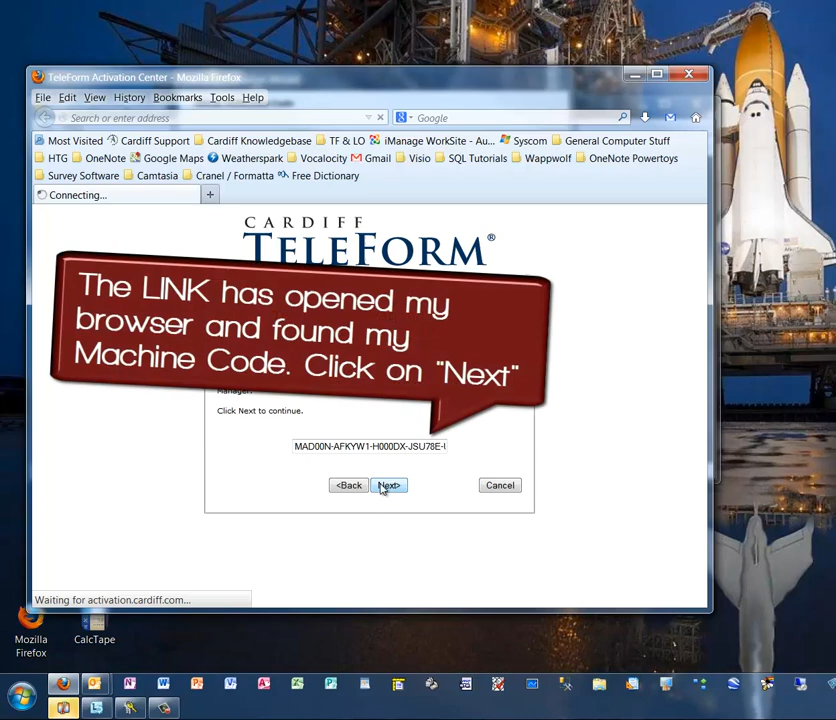 TeleForm Activation Center - Mozilla Firefox
File Edit View History Bookmarks Tools Help
Search or enter address
Google
Most Visited Cardiff Support Cardiff Knowledgebase TF & LO iManage WorkSite - Au... Syscom General Computer Stuff
HTG OneNote Google Maps Weatherspark Vocalocity Gmail Visio SQL Tutorials Wappwolf OneNote Powertoys
Survey Software Camtasia Cranel / Formatta Free Dictionary
Connecting...
CARDIFF
TELEFORM®
The LINK has opened my
browser and found my
Machine Code. Click on "Next"
Manager.
Click Next to continue.
MAD00N-AFKYW1-H000DX-JSU78E-
<Back Next> Cancel
Waiting for activation.cardiff.com...
Mozilla
Firefox
CalcTape